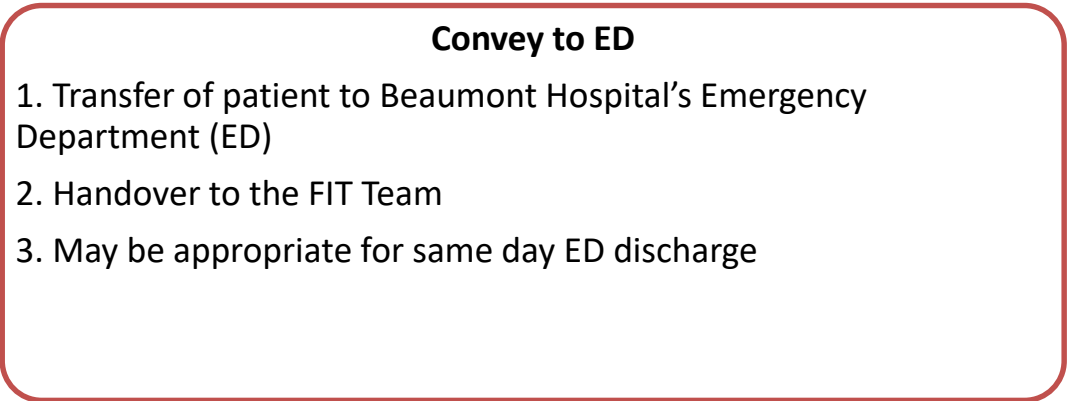 Convey to ED
1. Transfer of patient to Beaumont Hospital’s Emergency
Department (ED)
2. Handover to the FIT Team
3. May be appropriate for same day ED discharge